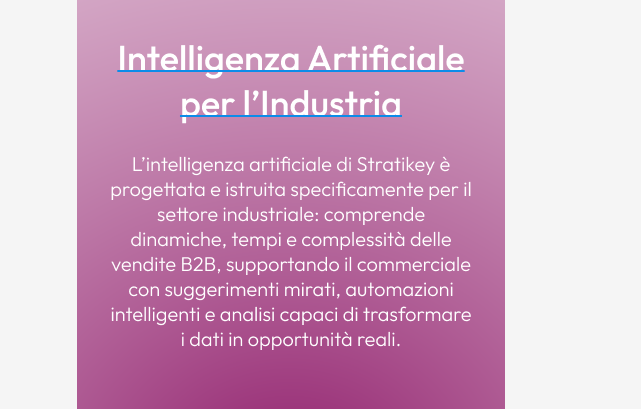 Intelligenza Artificiale
per l’Industria
L’intelligenza artificiale di Stratikey è
progettata e istruita specificamente per il
settore industriale: comprende
dinamiche, tempi e complessità delle
vendite B2B, supportando il commerciale
con suggerimenti mirati, automazioni
intelligenti e analisi capaci di trasformare
i dati in opportunità reali.